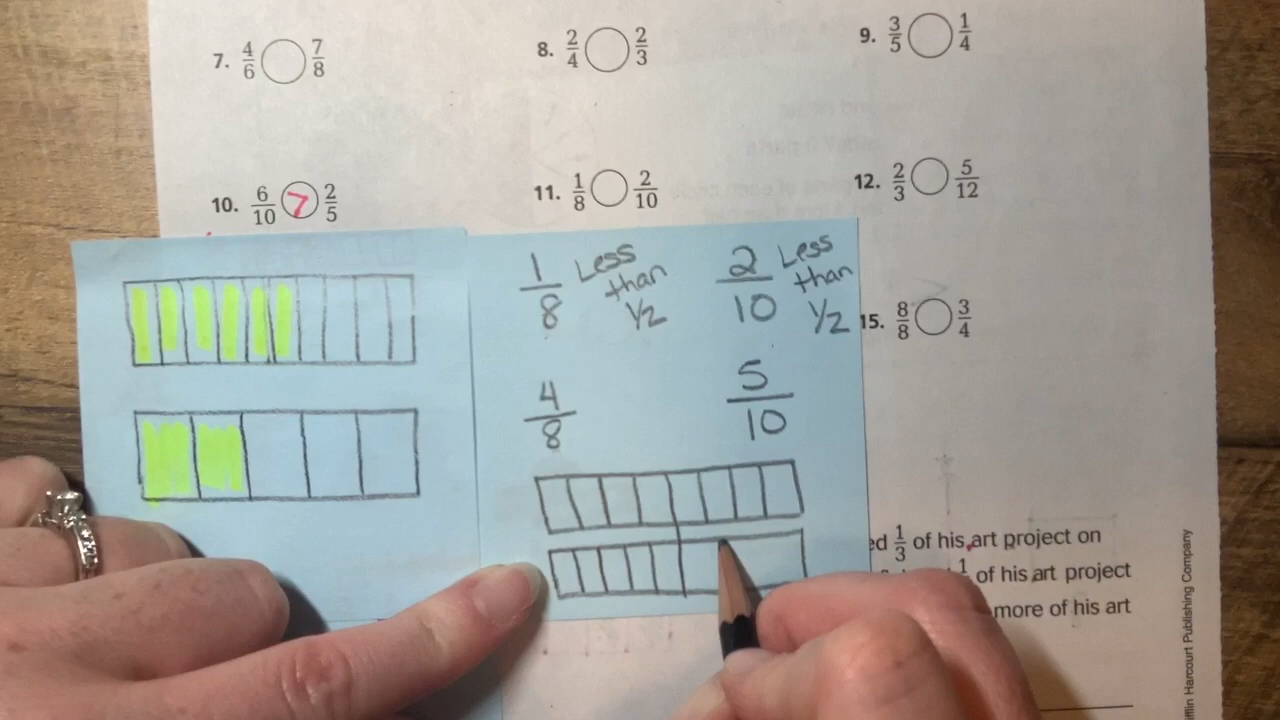 7. 4/6 ◯ 7/8
8. 2/4 ◯ 2/3
9. 3/5 ◯ 1/4
10. 6/10 > 2/5
11. 1/8 ◯ 2/10
12. 2/3 ◯ 5/12
1/8 Less than 1/2
2/10 Less than 1/2
4/8
5/10
15. 8/8 ◯ 3/4
ed 1/3 of his art project on
of his art project
more of his art
Harcourt Publishing Company